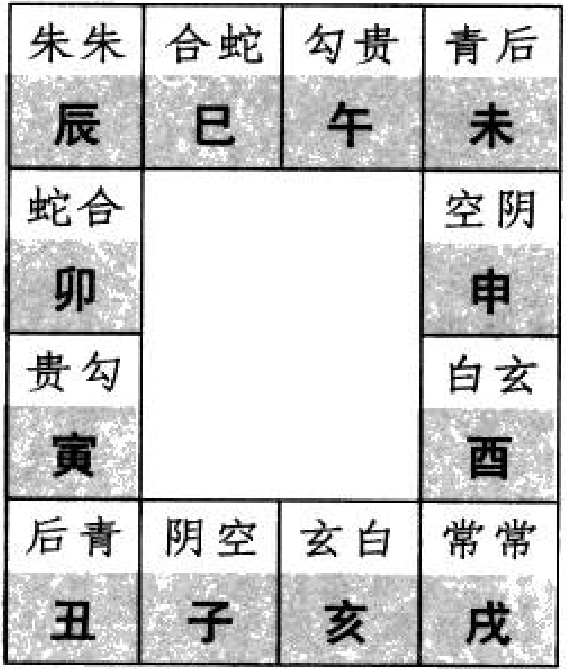 朱朱 合蛇 勾贵 青后
辰 巳 午 未
蛇合 空阴
卯 申
贵勾 白玄
寅 酉
后青 阴空 玄白 常常
丑 子 亥 戌